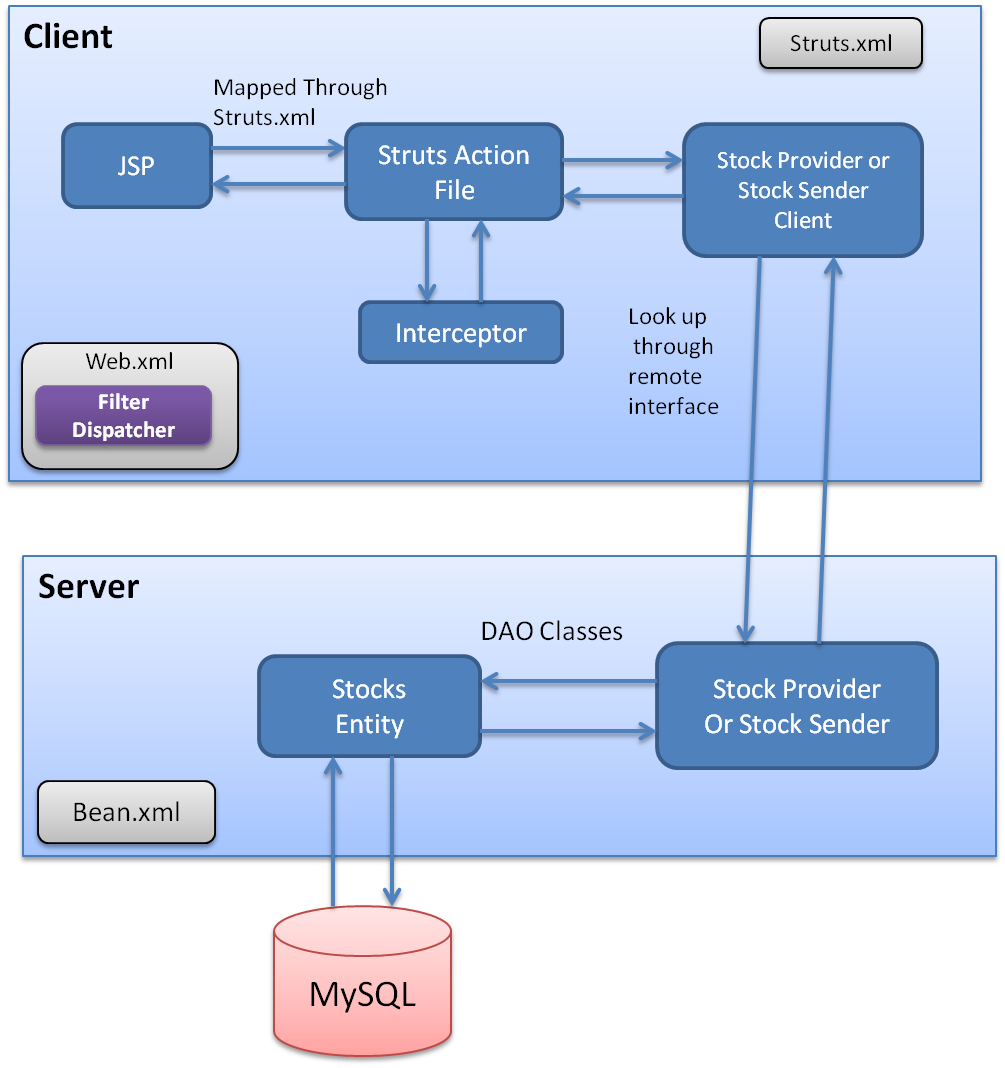 Client
Struts.xml
Mapped Through
Struts.xml
JSP
Struts Action
File
Stock Provider or
Stock Sender
Client
Interceptor
Look up
through
remote
interface
Web.xml
Filter
Dispatcher
Server
DAO Classes
Stocks
Entity
Stock Provider
Or Stock Sender
Bean.xml
MySQL